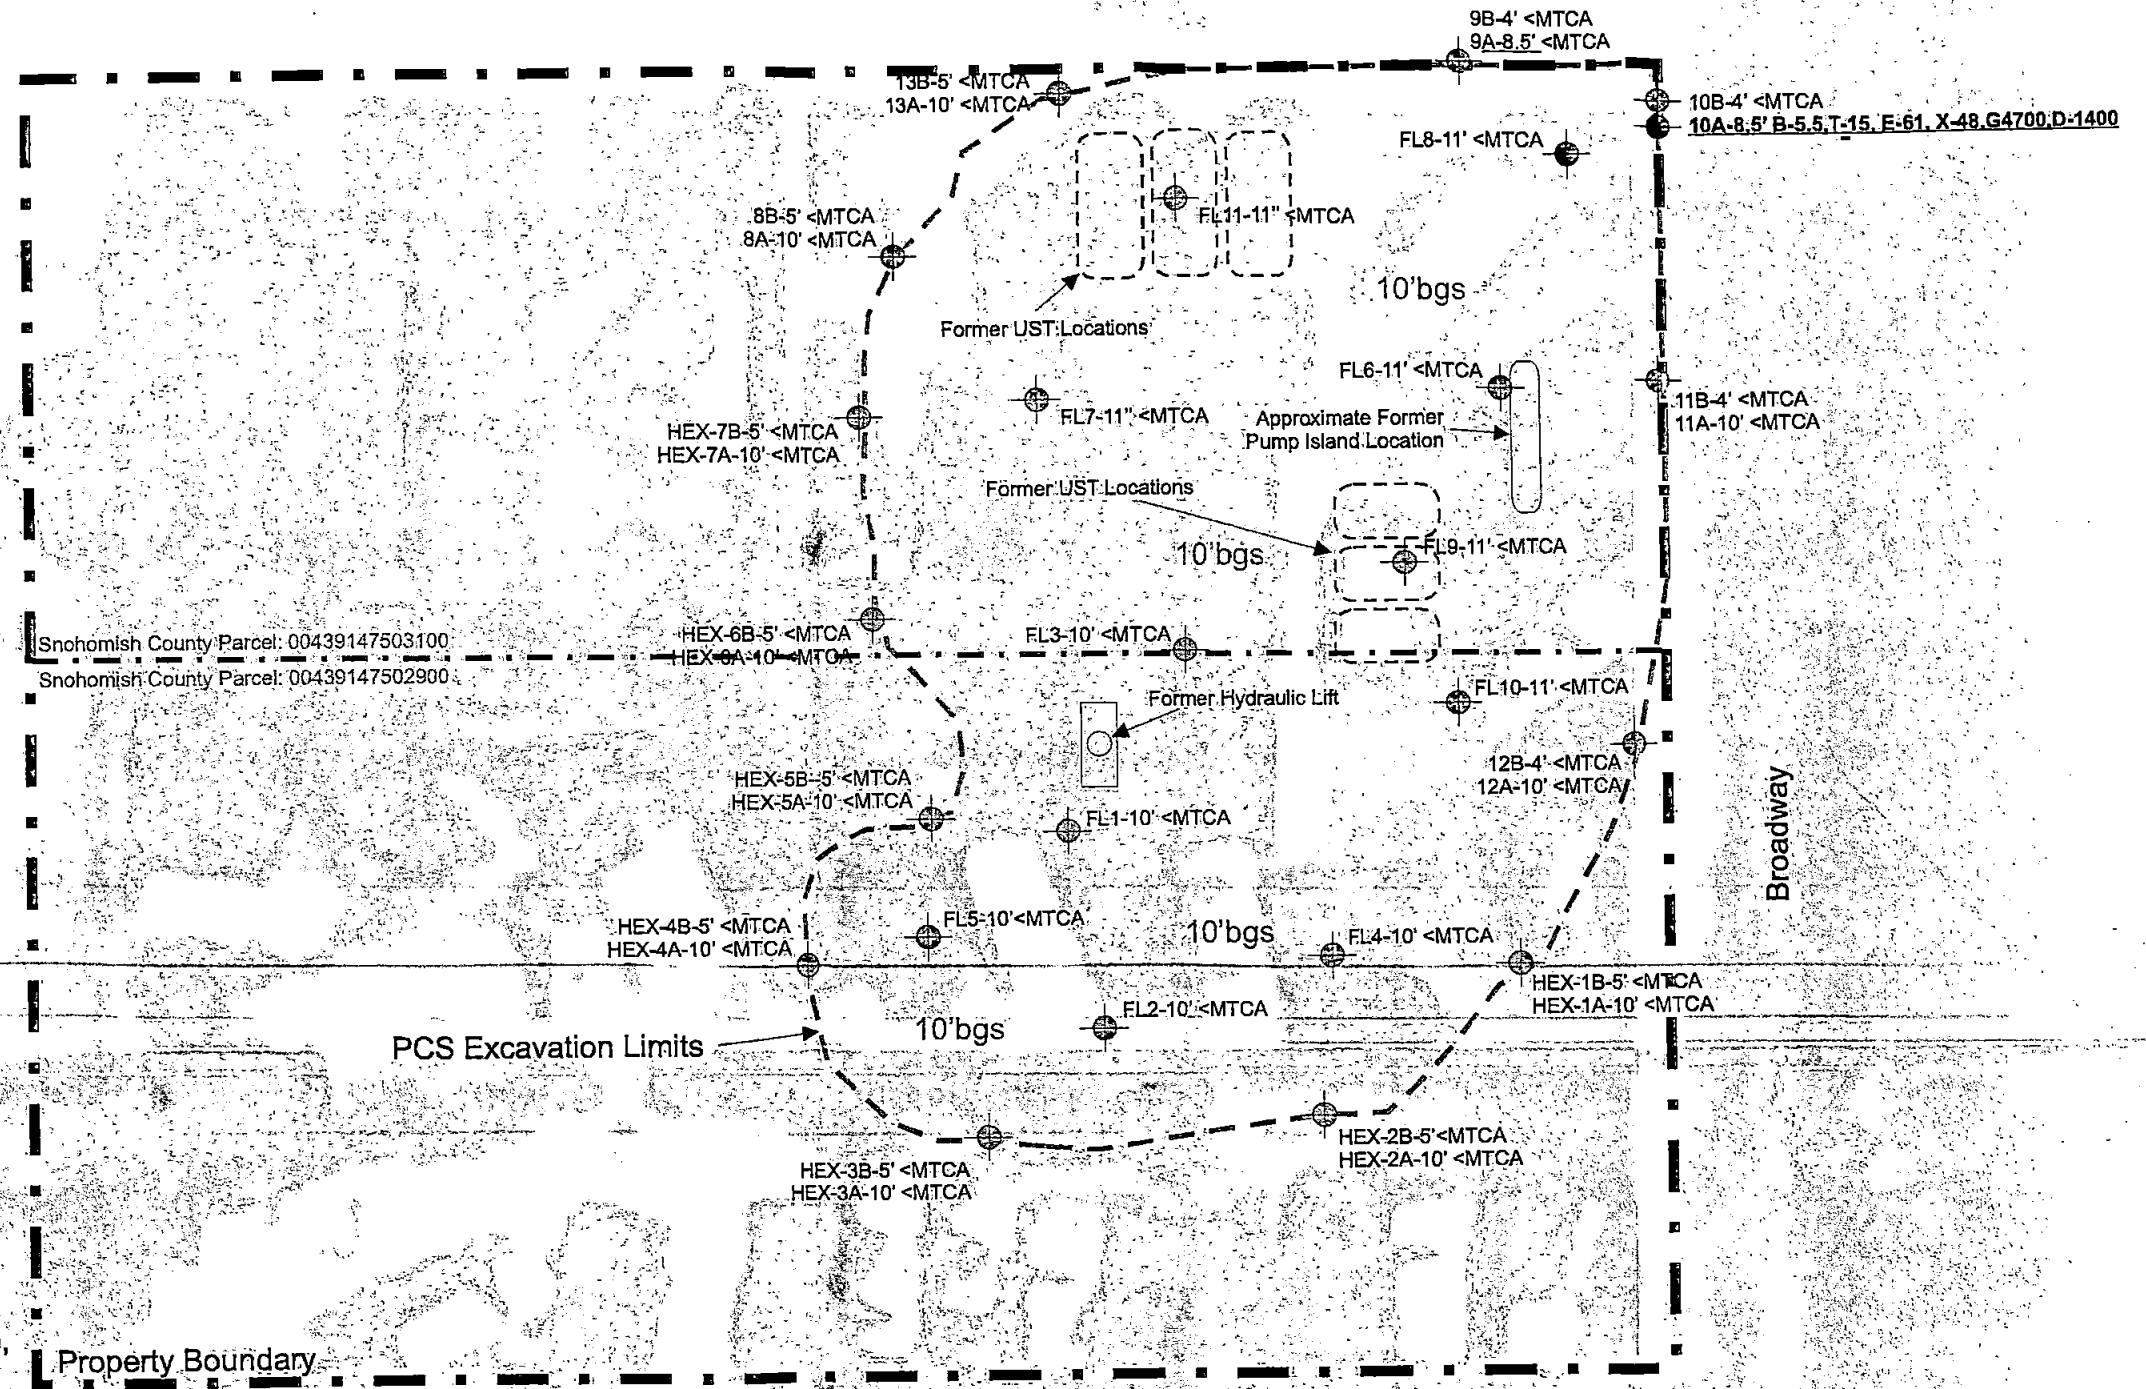 9B-4' <MTCA
9A-8.5' <MTCA
13B-5' <MTCA
13A-10' <MTCA
10B-4' <MTCA
10A-8.5' B-5.5,T-15, E-61, X-48,G4700,D-1400
FL8-11' <MTCA
8B-5' <MTCA
8A-10' <MTCA
FL11-11" <MTCA
10'bgs
Former UST Locations
FL6-11' <MTCA
FL7-11" <MTCA
Approximate Former
Pump Island Location
11B-4' <MTCA
11A-10' <MTCA
HEX-7B-5' <MTCA
HEX-7A-10' <MTCA
Former UST Locations
10'bgs
FL9-11' <MTCA
Snohomish County Parcel: 00439147503100
HEX-6B-5' <MTCA
HEX-6A-10' <MTCA
FL3-10' <MTCA
Snohomish County Parcel: 00439147502900
FL10-11' <MTCA
Former Hydraulic Lift
12B-4' <MTCA
12A-10' <MTCA
HEX-5B--5' <MTCA
HEX-5A-10' <MTCA
FL1-10' <MTCA
Broadway
HEX-4B-5' <MTCA
HEX-4A-10' <MTCA
FL5-10'<MTCA
10'bgs
FL4-10' <MTCA
HEX-1B-5' <MTCA
HEX-1A-10' <MTCA
PCS Excavation Limits
10'bgs
FL2-10' <MTCA
HEX-2B-5'<MTCA
HEX-2A-10' <MTCA
HEX-3B-5' <MTCA
HEX-3A-10' <MTCA
Property Boundary